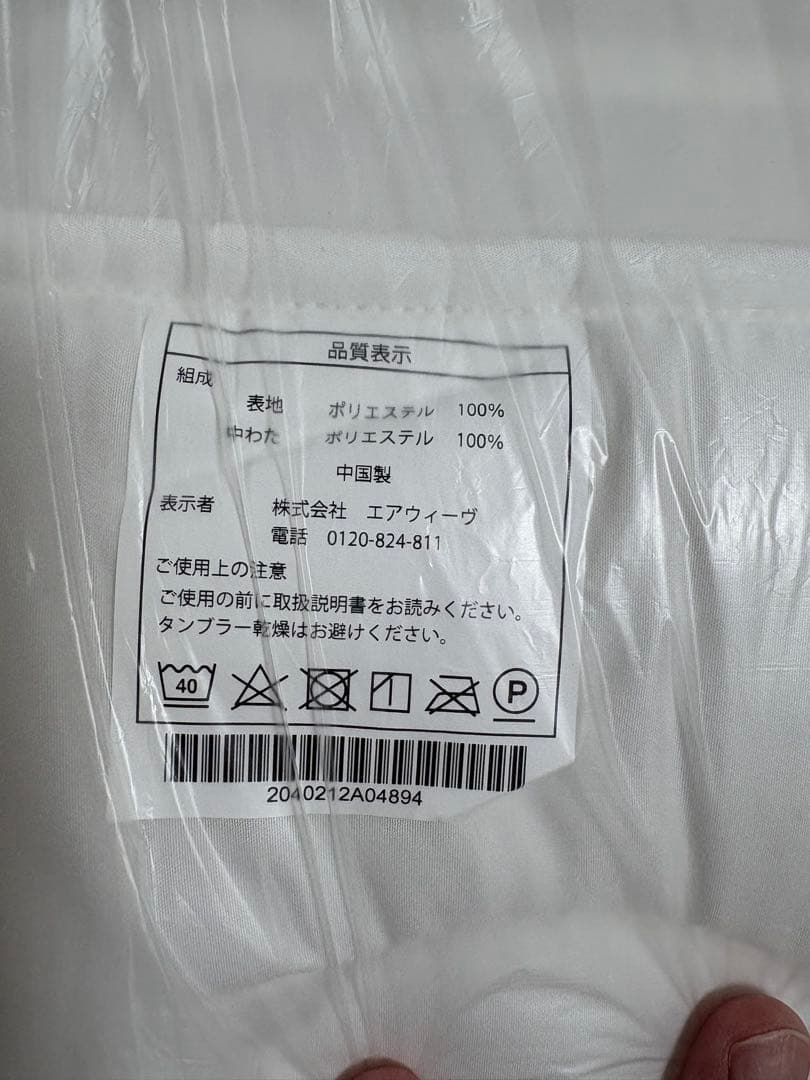 品質表示
組成
表地 ポリエステル 100%
中わた ポリエステル 100%
中国製
表示者 株式会社 エアウィーヴ
電話 0120-824-811
ご使用上の注意
ご使用の前に取扱説明書をお読みください。
タンブラー乾燥はお避けください。
40
P
2040212A04894